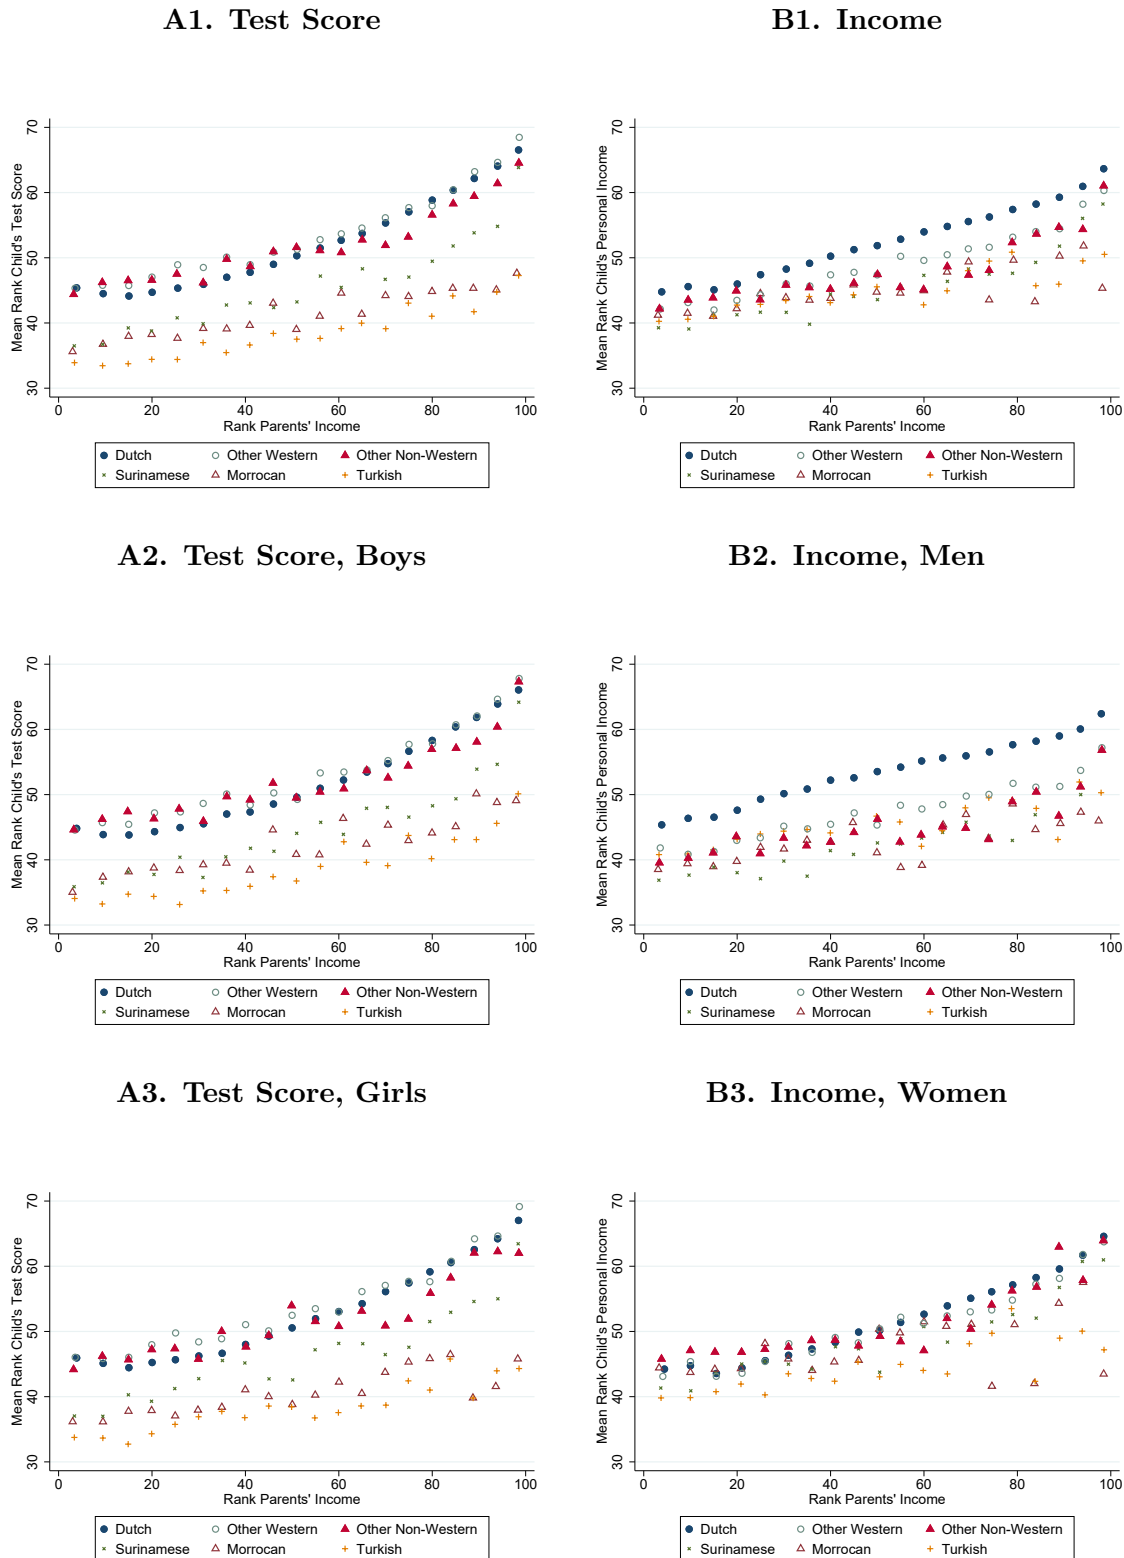 A1. Test Score
B1. Income
Mean Rank Child's Test Score
30 40 50 60 70
0 20 40 60 80 100
Rank Parents' Income
Dutch Other Western Other Non-Western
Surinamese Morrocan Turkish
Mean Rank Child's Personal Income
30 40 50 60 70
0 20 40 60 80 100
Rank Parents' Income
Dutch Other Western Other Non-Western
Surinamese Morrocan Turkish
A2. Test Score, Boys
B2. Income, Men
Mean Rank Child's Test Score
30 40 50 60 70
0 20 40 60 80 100
Rank Parents' Income
Dutch Other Western Other Non-Western
Surinamese Morrocan Turkish
Mean Rank Child's Personal Income
30 40 50 60 70
0 20 40 60 80 100
Rank Parents' Income
Dutch Other Western Other Non-Western
Surinamese Morrocan Turkish
A3. Test Score, Girls
B3. Income, Women
Mean Rank Child's Test Score
30 40 50 60 70
0 20 40 60 80 100
Rank Parents' Income
Dutch Other Western Other Non-Western
Surinamese Morrocan Turkish
Mean Rank Child's Personal Income
30 40 50 60 70
0 20 40 60 80 100
Rank Parents' Income
Dutch Other Western Other Non-Western
Surinamese Morrocan Turkish